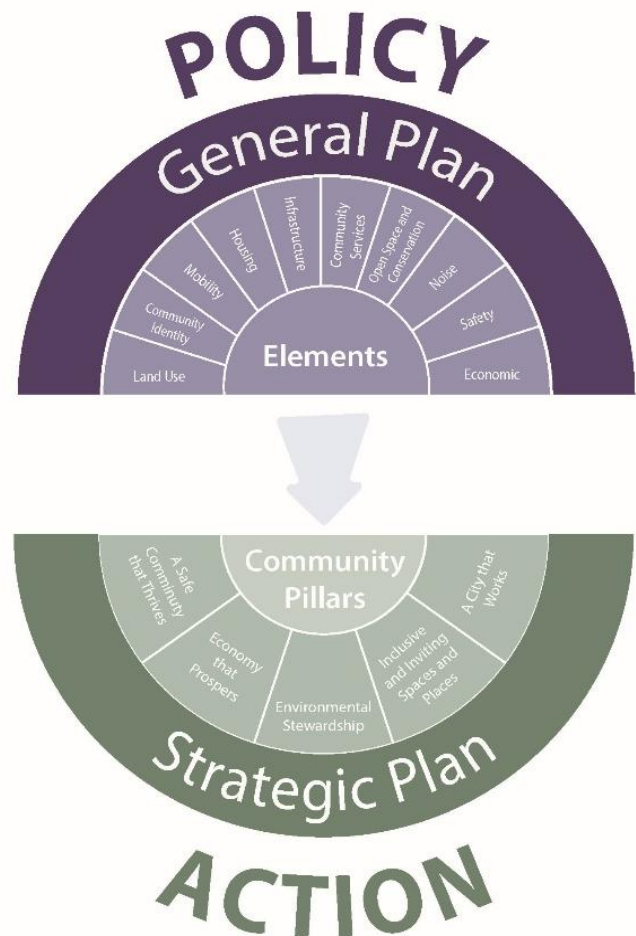 POLICY
General Plan
Land Use
Community
Identity
Mobility
Housing
Infrastructure
Community
Services
Open Space and
Conservation
Noise
Safety
Economic
Elements
Community
Pillars
A Safe
Comminuty
that Thrives
Economy
that
Prospers
Environmental
Stewardship
Inclusive
and Inviting
Spaces and
Places
A City that
Works
Strategic Plan
ACTION